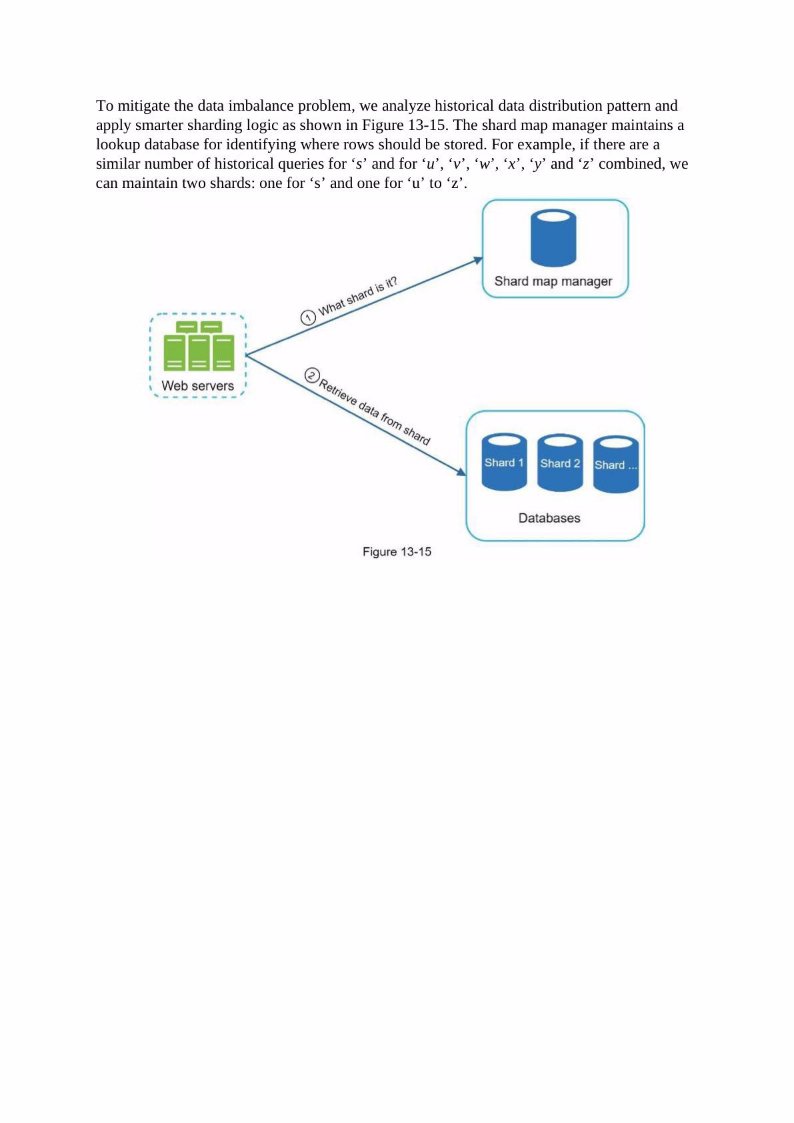 To mitigate the data imbalance problem, we analyze historical data distribution pattern and
apply smarter sharding logic as shown in Figure 13-15. The shard map manager maintains a
lookup database for identifying where rows should be stored. For example, if there are a
similar number of historical queries for ‘s’ and for ‘u’, ‘v’, ‘w’, ‘x’, ‘y’ and ‘z’ combined, we
can maintain two shards: one for ‘s’ and one for ‘u’ to ‘z’.
Shard map manager
① What shard is it?
Web servers
② Retrieve data from shard
Shard 1
Shard 2
Shard ...
Databases
Figure 13-15